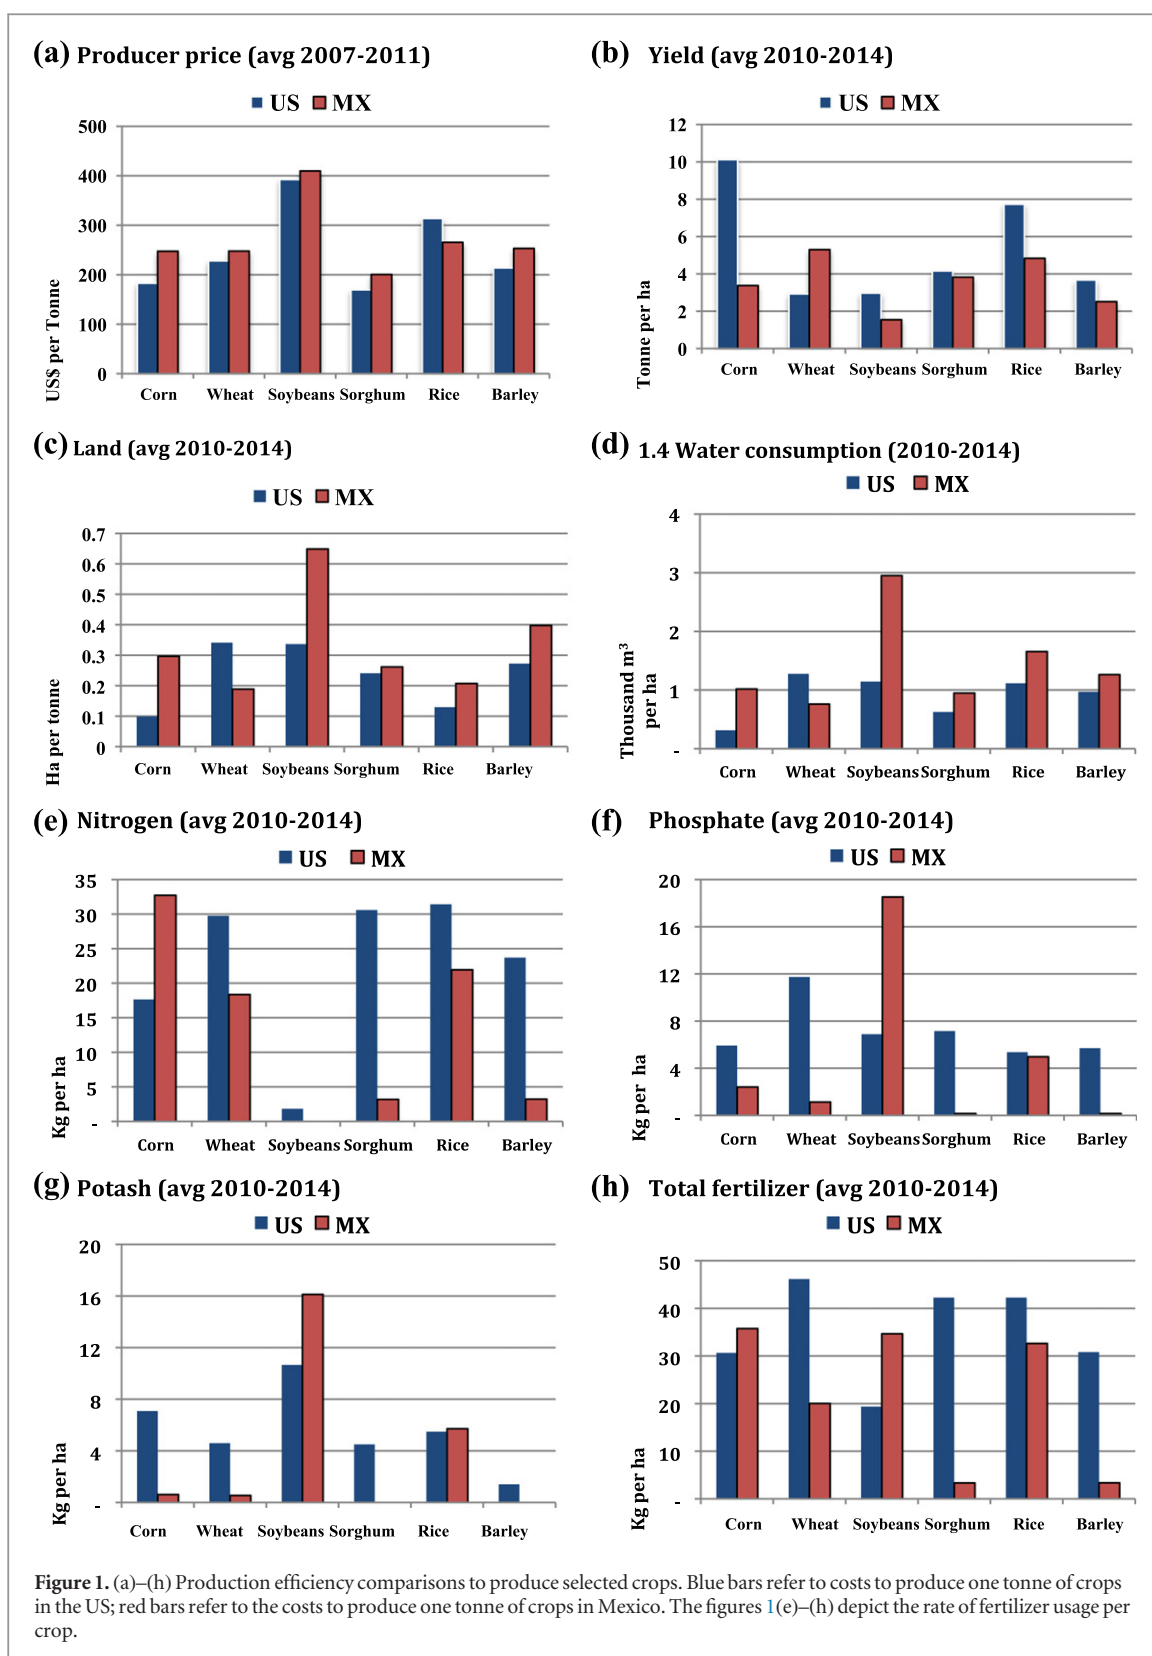 (a) Producer price (avg 2007-2011)
US MX
500
400
300
200
100
0
US$ per Tonne
Corn Wheat Soybeans Sorghum Rice Barley
(b) Yield (avg 2010-2014)
US MX
12
10
8
6
4
2
0
Tonne per ha
Corn Wheat Soybeans Sorghum Rice Barley
(c) Land (avg 2010-2014)
US MX
0.7
0.6
0.5
0.4
0.3
0.2
0.1
0
Ha per tonne
Corn Wheat Soybeans Sorghum Rice Barley
(d) 1.4 Water consumption (2010-2014)
US MX
4
3
2
1
-
Thousand m³
per ha
Corn Wheat Soybeans Sorghum Rice Barley
(e) Nitrogen (avg 2010-2014)
US MX
35
30
25
20
15
10
5
-
Kg per ha
Corn Wheat Soybeans Sorghum Rice Barley
(f) Phosphate (avg 2010-2014)
US MX
20
16
12
8
4
-
Kg per ha
Corn Wheat Soybeans Sorghum Rice Barley
(g) Potash (avg 2010-2014)
US MX
20
16
12
8
4
-
Kg per ha
Corn Wheat Soybeans Sorghum Rice Barley
(h) Total fertilizer (avg 2010-2014)
US MX
50
40
30
20
10
-
Kg per ha
Corn Wheat Soybeans Sorghum Rice Barley
Figure 1. (a)–(h) Production efficiency comparisons to produce selected crops. Blue bars refer to costs to produce one tonne of crops
in the US; red bars refer to the costs to produce one tonne of crops in Mexico. The figures 1(e)–(h) depict the rate of fertilizer usage per
crop.